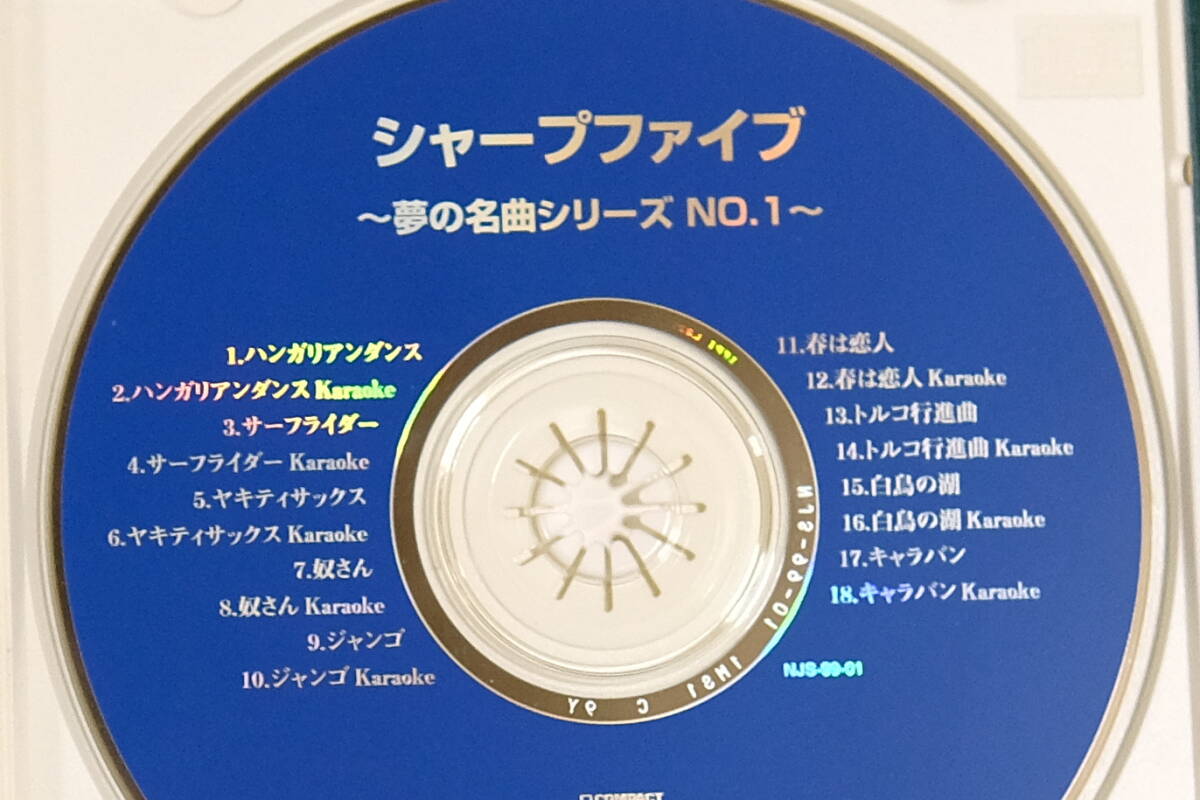 シャープファイブ
～夢の名曲シリーズ NO.1～
1.ハンガリアンダンス
2.ハンガリアンダンス Karaoke
3.サーフライダー
4.サーフライダー Karaoke
5.ヤキティサックス
6.ヤキティサックス Karaoke
7.奴さん
8.奴さん Karaoke
9.ジャンゴ
10.ジャンゴ Karaoke
11.春は恋人
12.春は恋人 Karaoke
13.トルコ行進曲
14.トルコ行進曲 Karaoke
15.白鳥の湖
16.白鳥の湖 Karaoke
17.キャラバン
18.キャラバン Karaoke
NJS-99-01
NJS-99-01 1MS1 C 9Y
COMPACT